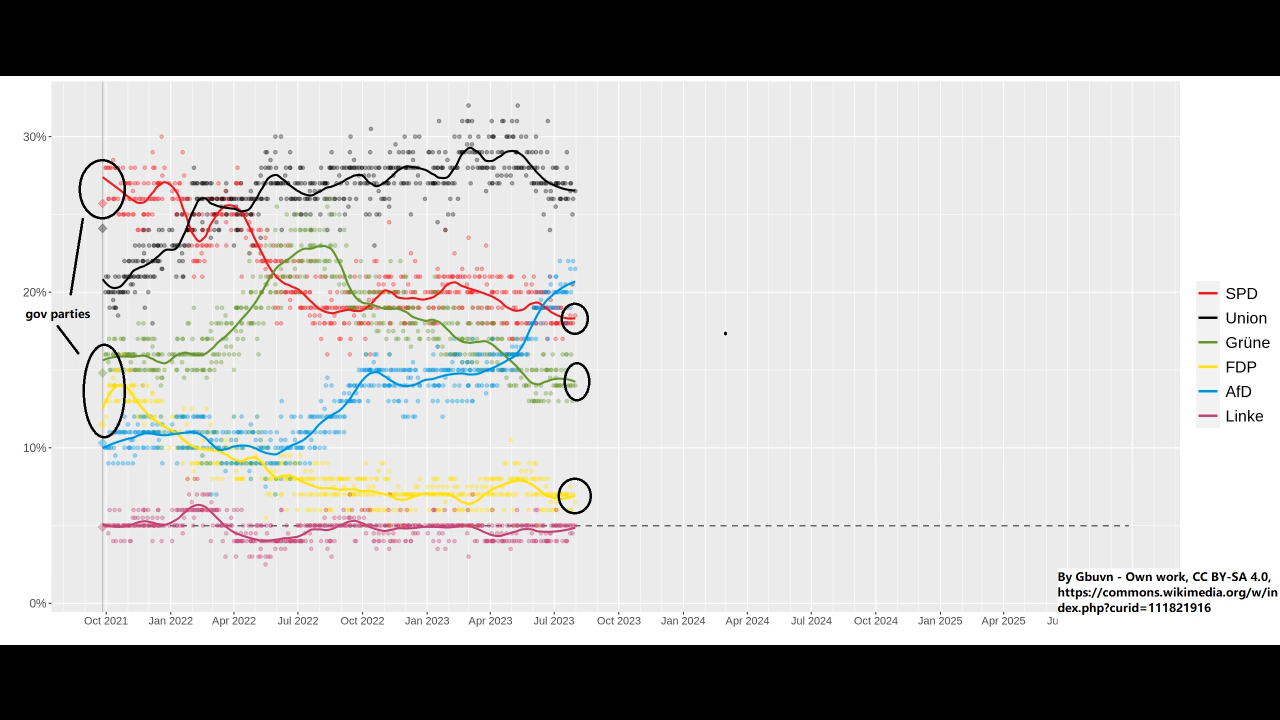 30%
20%
10%
0%
gov parties
Oct 2021 Jan 2022 Apr 2022 Jul 2022 Oct 2022 Jan 2023 Apr 2023 Jul 2023 Oct 2023 Jan 2024 Apr 2024 Jul 2024 Oct 2024 Jan 2025 Apr 2025 Ju
SPD
Union
Grüne
FDP
AfD
Linke
By Gbuvn - Own work, CC BY-SA 4.0,
https://commons.wikimedia.org/w/in
dex.php?curid=111821916